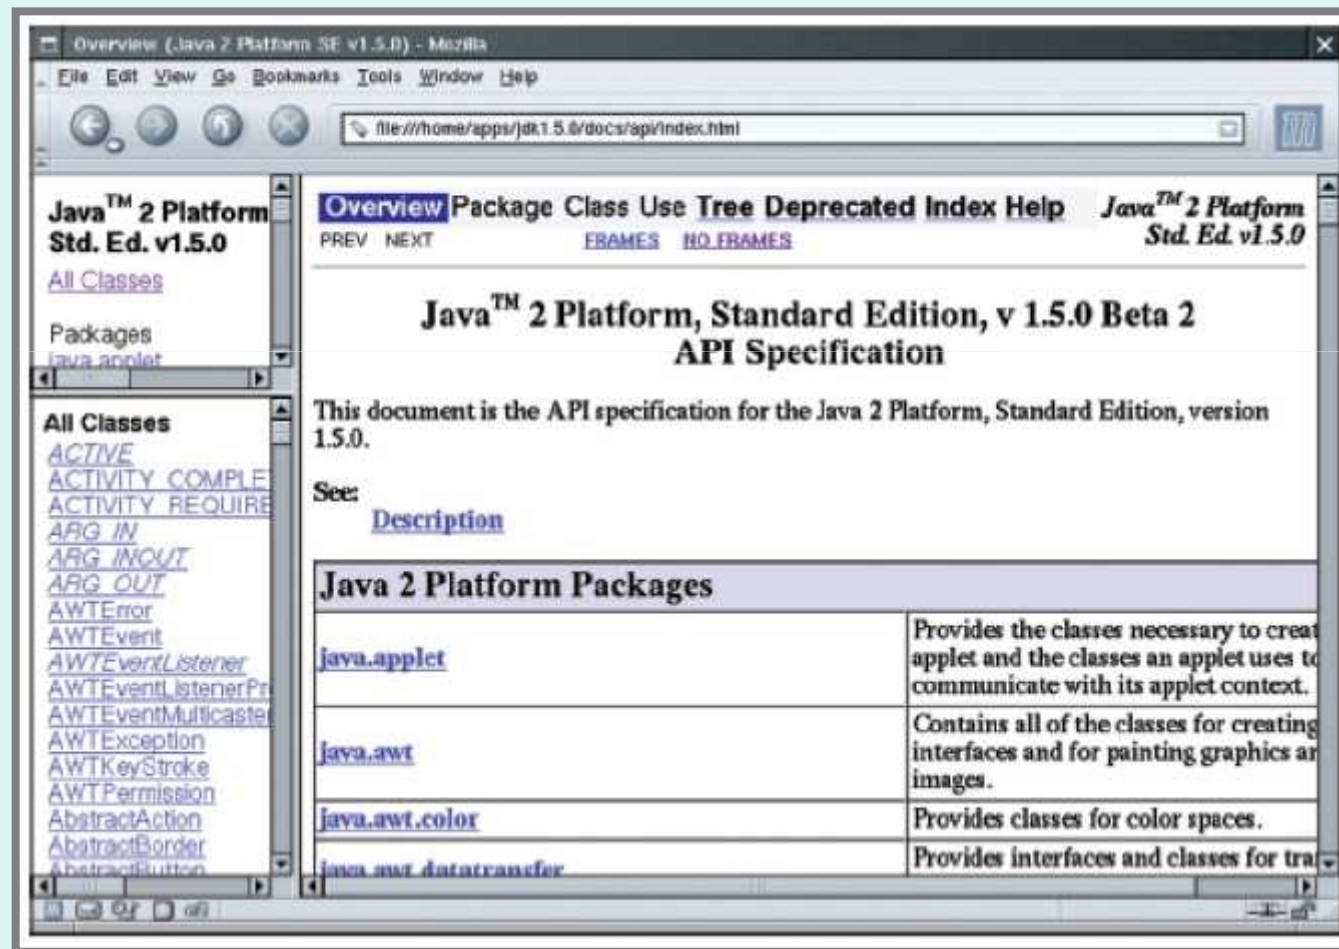 Overview (Java 2 Platform SE v1.5.0) - Mozilla
File Edit View Go Bookmarks Tools Window Help
file:///home/apps/jdk1.5.0/docs/api/index.html
Java™ 2 Platform
Std. Ed. v1.5.0
All Classes
Packages
java.applet
All Classes
ACTIVE
ACTIVITY_COMPLE
ACTIVITY_REQUIRE
ARG_IN
ARG_INOUT
ARG_OUT
AWTError
AWTEvent
AWTEventListener
AWTEventListenerPr
AWTEventMulticaster
AWTException
AWTKeyStroke
AWTPermission
AbstractAction
AbstractBorder
AbstractButton
Overview Package Class Use Tree Deprecated Index Help
PREV NEXT FRAMES NO FRAMES
Java™ 2 Platform
Std. Ed. v1.5.0
Java™ 2 Platform, Standard Edition, v 1.5.0 Beta 2
API Specification
This document is the API specification for the Java 2 Platform, Standard Edition, version
1.5.0.
See:
Description
Java 2 Platform Packages
java.applet
Provides the classes necessary to creat
applet and the classes an applet uses to
communicate with its applet context.
java.awt
Contains all of the classes for creating
interfaces and for painting graphics an
images.
java.awt.color
Provides classes for color spaces.
java.awt.datatransfer
Provides interfaces and classes for tra